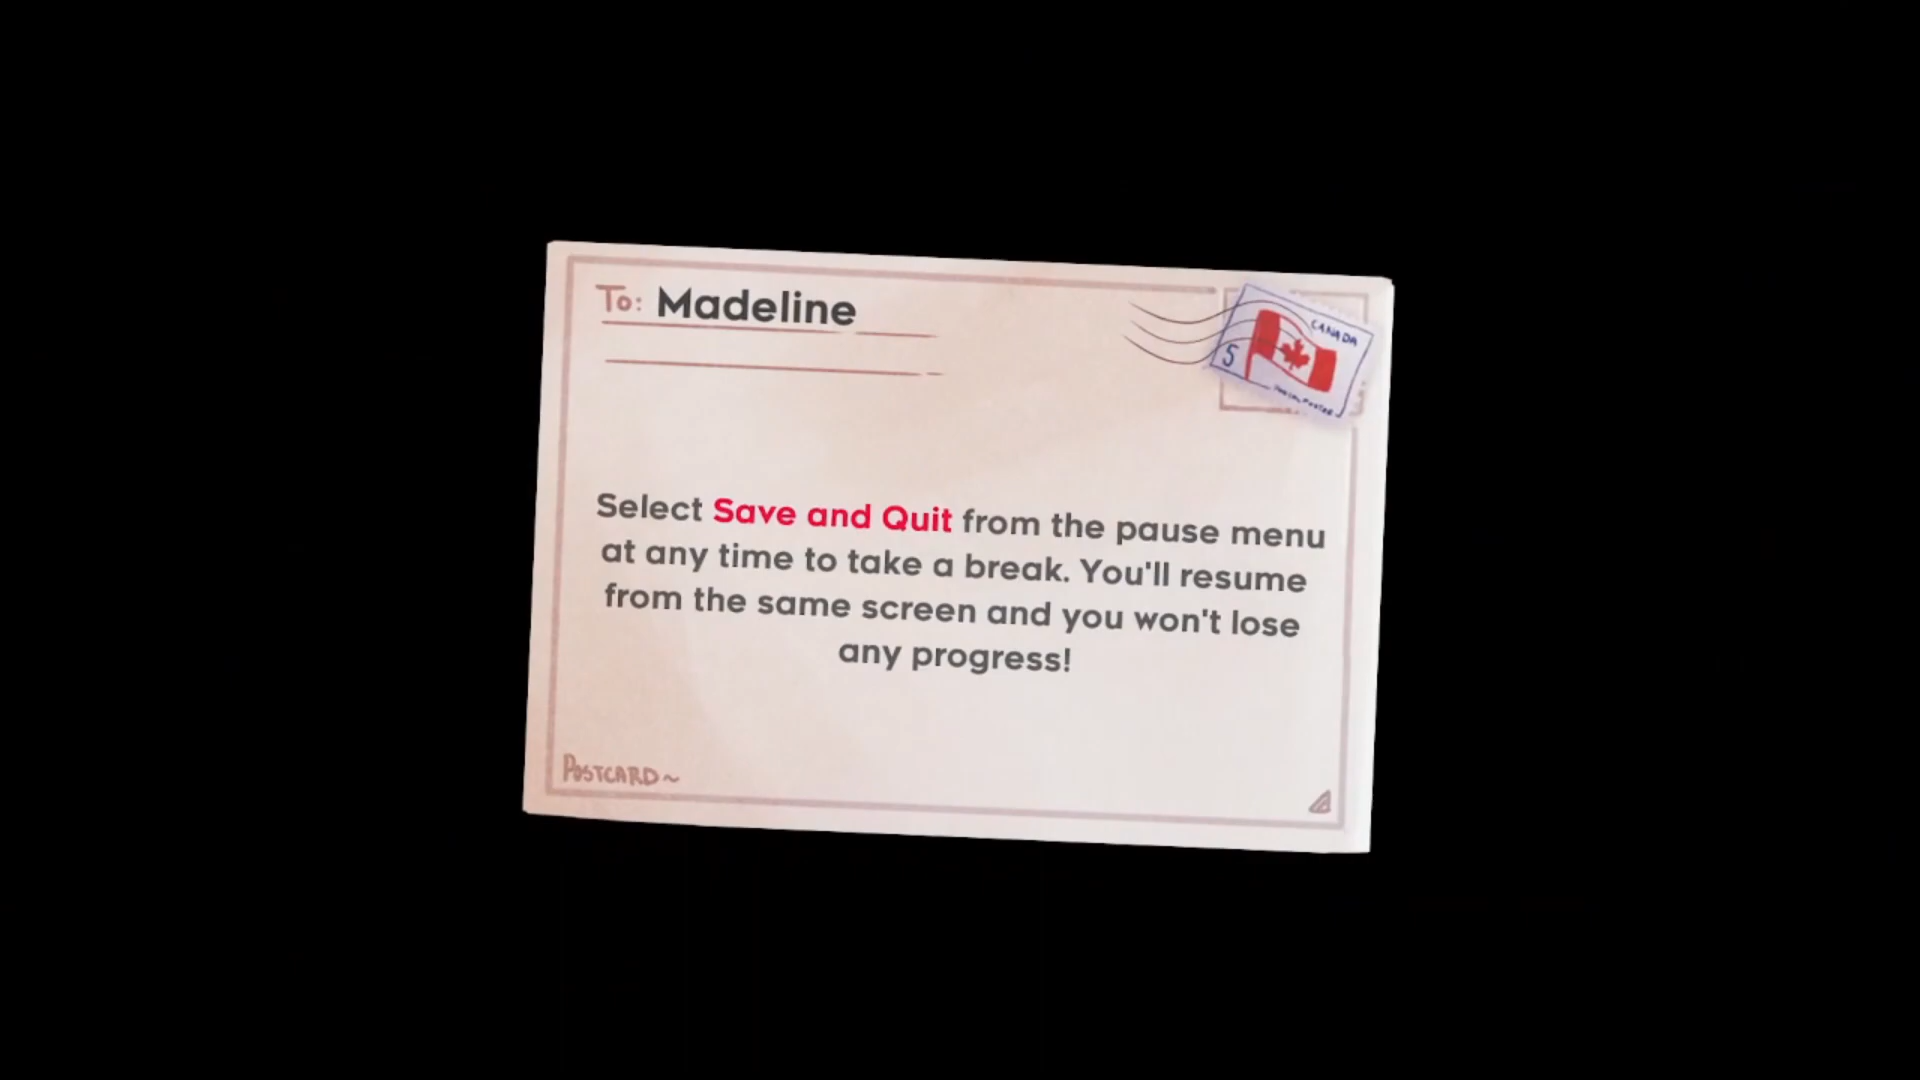 To: Madeline
CANADA
5
Select Save and Quit from the pause menu
at any time to take a break. You'll resume
from the same screen and you won't lose
any progress!
POSTCARD~